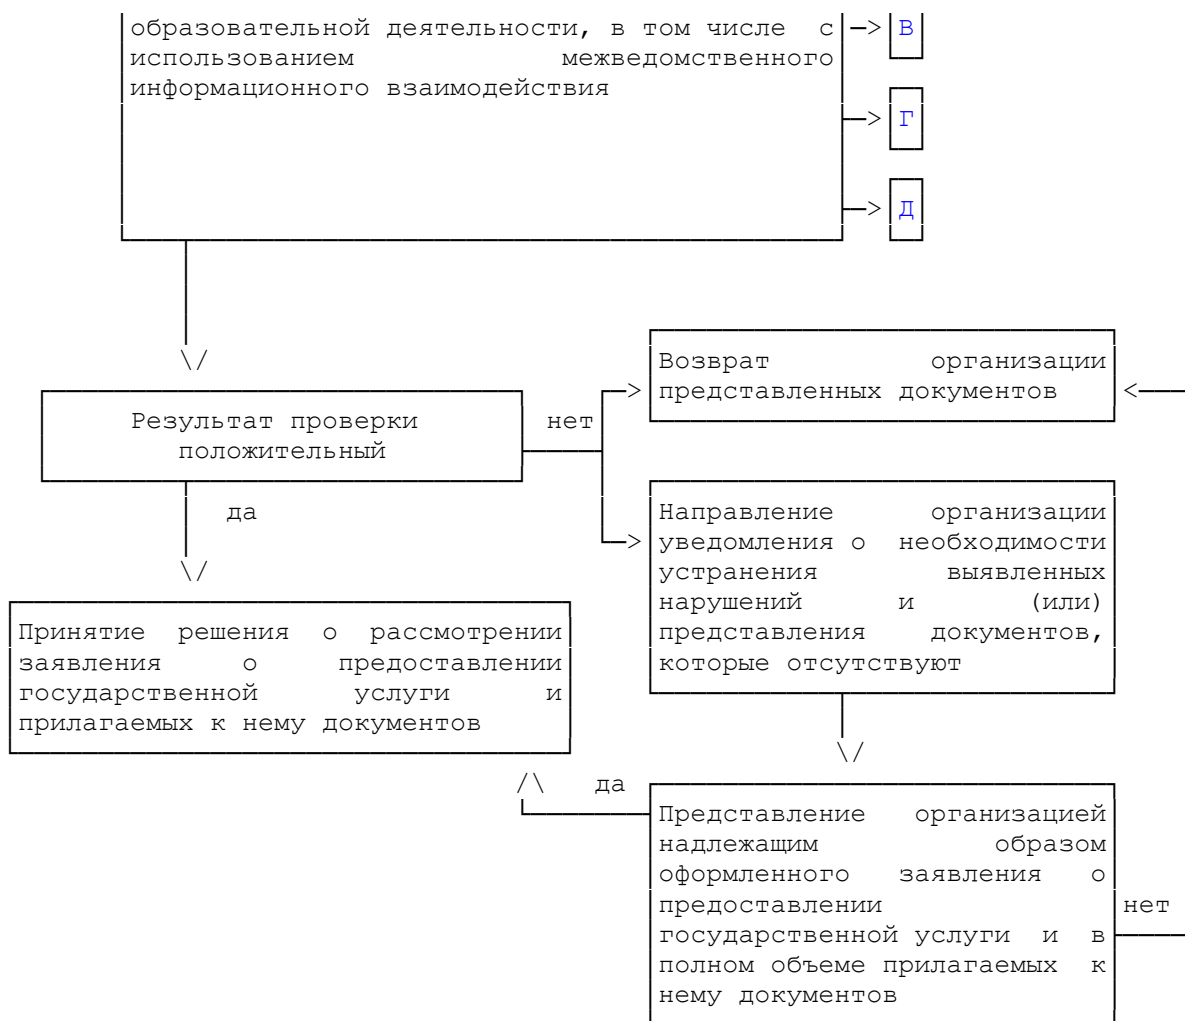 образовательной деятельности, в том числе с
использованием межведомственного
информационного взаимодействия
В
Г
Д
Возврат организации
представленных документов
Результат проверки
положительный
нет
да
Направление организации
уведомления о необходимости
устранения выявленных
нарушений и (или)
представления документов,
которые отсутствуют
Принятие решения о рассмотрении
заявления о предоставлении
государственной услуги и
прилагаемых к нему документов
да
Представление организацией
надлежащим образом
оформленного заявления о
предоставлении
государственной услуги и в
полном объеме прилагаемых к
нему документов
нет